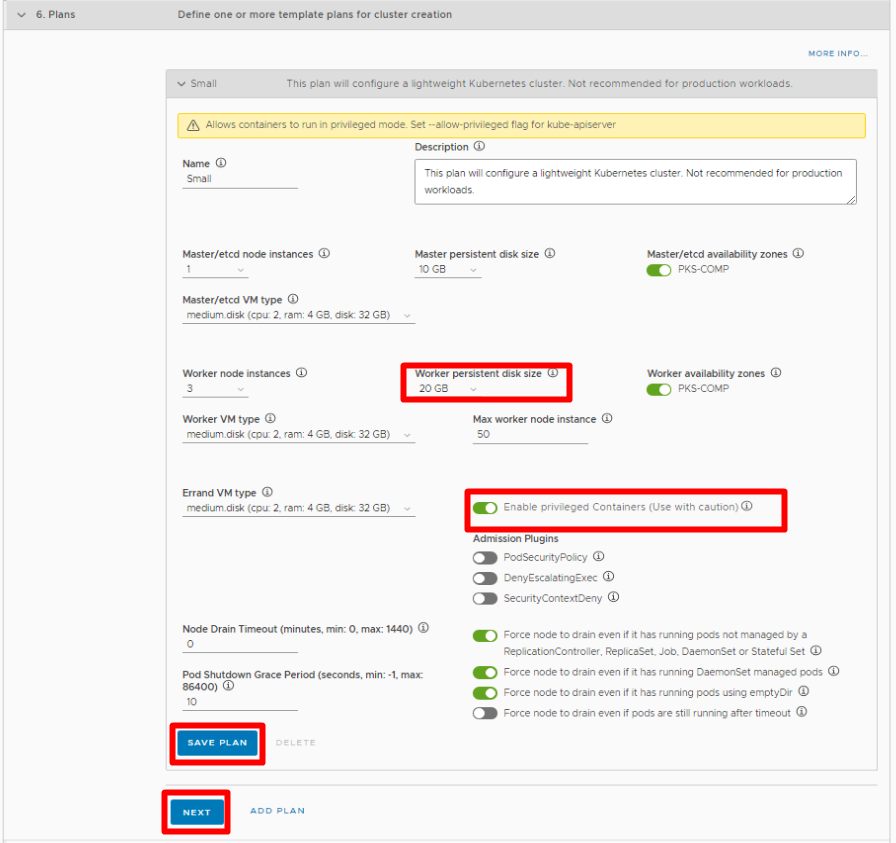 6. Plans Define one or more template plans for cluster creation
MORE INFO...
Small This plan will configure a lightweight Kubernetes cluster. Not recommended for production workloads.
Allows containers to run in privileged mode. Set --allow-privileged flag for kube-apiserver
Description
Name
This plan will configure a lightweight Kubernetes cluster. Not recommended for production
Small
workloads.
Master/etcd node instances Master persistent disk size Master/etcd availability zones
1 10 GB PKS-COMP
Master/etcd VM type
medium.disk (cpu: 2, ram: 4 GB, disk: 32 GB)
Worker node instances Worker persistent disk size Worker availability zones
3 20 GB PKS-COMP
Worker VM type Max worker node instance
medium.disk (cpu: 2, ram: 4 GB, disk: 32 GB) 50
Errand VM type
medium.disk (cpu: 2, ram: 4 GB, disk: 32 GB) Enable privileged Containers (Use with caution)
Admission Plugins
PodSecurityPolicy
DenyEscalatingExec
SecurityContextDeny
Node Drain Timeout (minutes, min: 0, max: 1440)
0
Force node to drain even if it has running pods not managed by a
ReplicationController, ReplicaSet, Job, DaemonSet or Stateful Set
Pod Shutdown Grace Period (seconds, min: -1, max:
86400)
10
Force node to drain even if it has running DaemonSet managed pods
Force node to drain even if it has running pods using emptyDir
Force node to drain even if pods are still running after timeout
SAVE PLAN DELETE
NEXT ADD PLAN